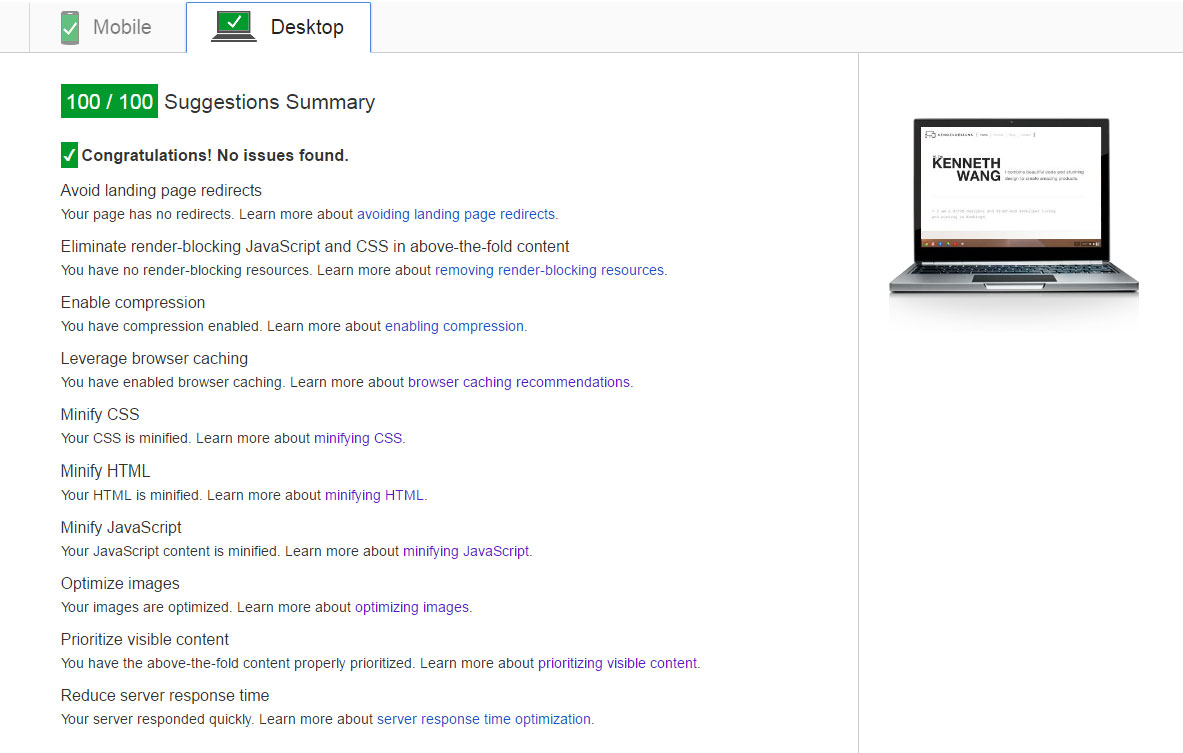 Mobile
Desktop
100 / 100 Suggestions Summary
Congratulations! No issues found.
Avoid landing page redirects
Your page has no redirects. Learn more about avoiding landing page redirects.
Eliminate render-blocking JavaScript and CSS in above-the-fold content
You have no render-blocking resources. Learn more about removing render-blocking resources.
Enable compression
You have compression enabled. Learn more about enabling compression.
Leverage browser caching
You have enabled browser caching. Learn more about browser caching recommendations.
Minify CSS
Your CSS is minified. Learn more about minifying CSS.
Minify HTML
Your HTML is minified. Learn more about minifying HTML.
Minify JavaScript
Your JavaScript content is minified. Learn more about minifying JavaScript.
Optimize images
Your images are optimized. Learn more about optimizing images.
Prioritize visible content
You have the above-the-fold content properly prioritized. Learn more about prioritizing visible content.
Reduce server response time
Your server responded quickly. Learn more about server response time optimization.
KENNETH
WANG
I combine beautiful code and stunning
design to create amazing products.